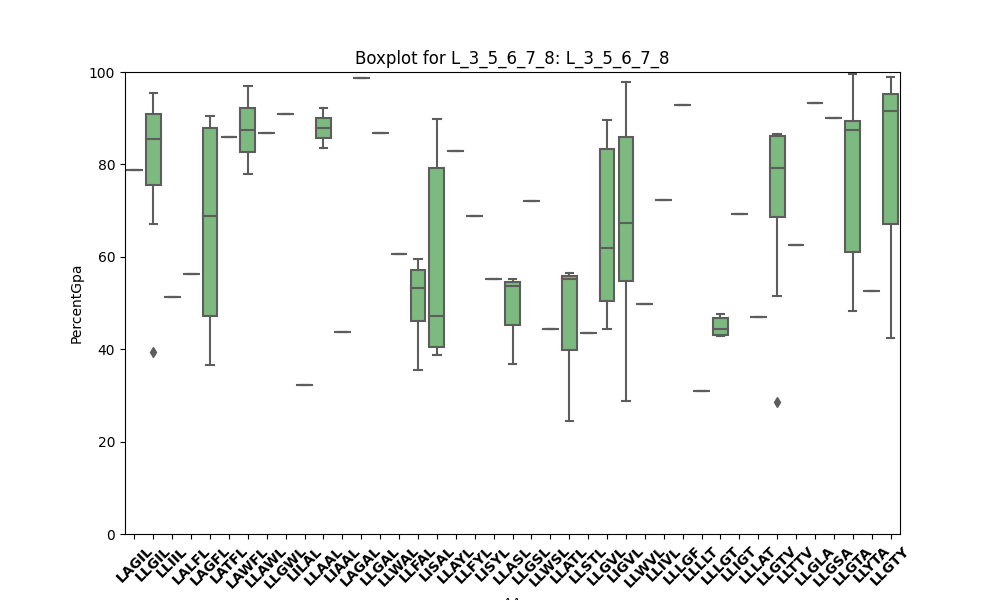 Boxplot for L_3_5_6_7_8: L_3_5_6_7_8
100
80
60
40
20
0
PercentGpa
LAGIL
LLGIL
LLIIL
LALFL
LAGFL
LATFL
LAWFL
LLAWL
LLGWL
LILAL
LLAAL
LIAAL
LAGAL
LLGAL
LLWAL
LLFAL
LISAL
LLAYL
LLFYL
LISYL
LLASL
LLGSL
LLWSL
LLATL
LLSTL
LLGVL
LIGVL
LLWVL
LLIVL
LLLGF
LLLLT
LLLGT
LLIGT
LLLAT
LLGTV
LLTTV
LLGLA
LLGSA
LLGTA
LLYTA
LLGTY